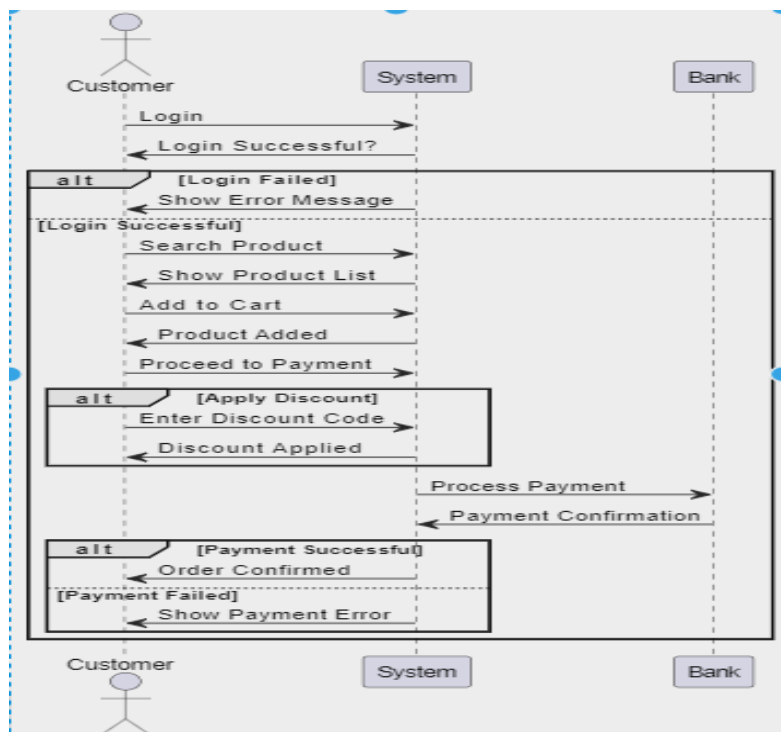 Customer System Bank
Login
Login Successful?
alt [Login Failed]
Show Error Message
[Login Successful]
Search Product
Show Product List
Add to Cart
Product Added
Proceed to Payment
alt [Apply Discount]
Enter Discount Code
Discount Applied
Process Payment
Payment Confirmation
alt [Payment Successful]
Order Confirmed
[Payment Failed]
Show Payment Error
Customer System Bank